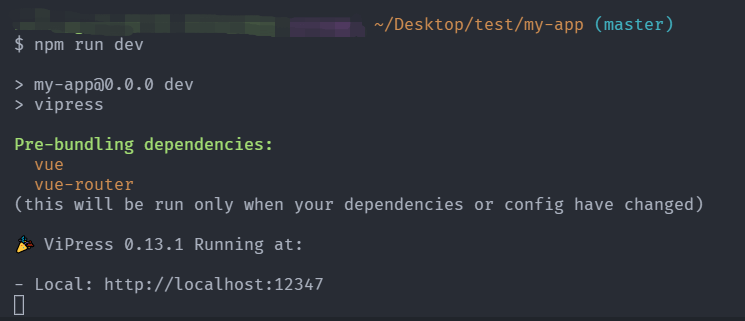 ~/Desktop/test/my-app (master)
$ npm run dev
> my-app@0.0.0 dev
> vipress
Pre-bundling dependencies:
vue
vue-router
(this will be run only when your dependencies or config have changed)
🎉 ViPress 0.13.1 Running at:
- Local: http://localhost:12347